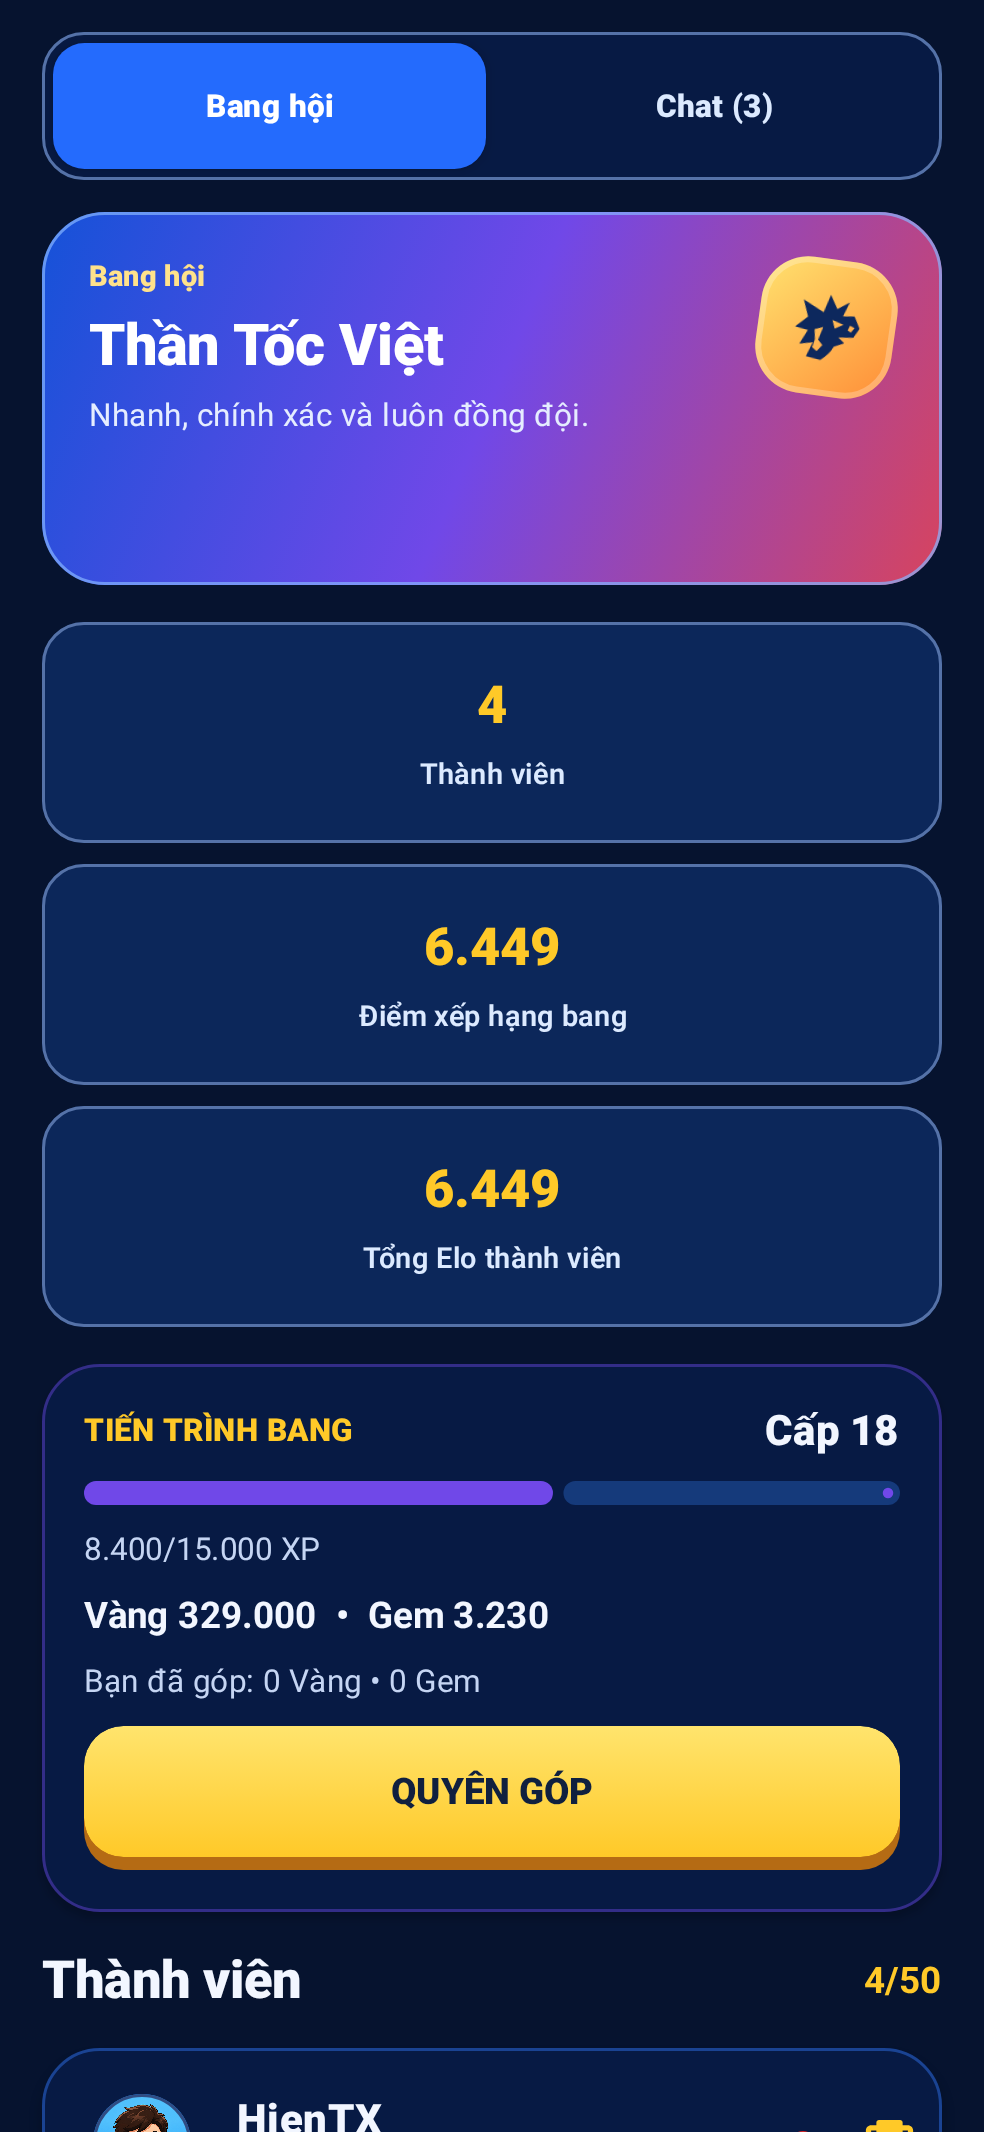 Bang hội
Chat (3)
Bang hội
Thần Tốc Việt
Nhanh, chính xác và luôn đồng đội.
4
Thành viên
6.449
Điểm xếp hạng bang
6.449
Tổng Elo thành viên
TIẾN TRÌNH BANG
Cấp 18
8.400/15.000 XP
Vàng 329.000 • Gem 3.230
Bạn đã góp: 0 Vàng • 0 Gem
QUYÊN GÓP
Thành viên
4/50
HienTX